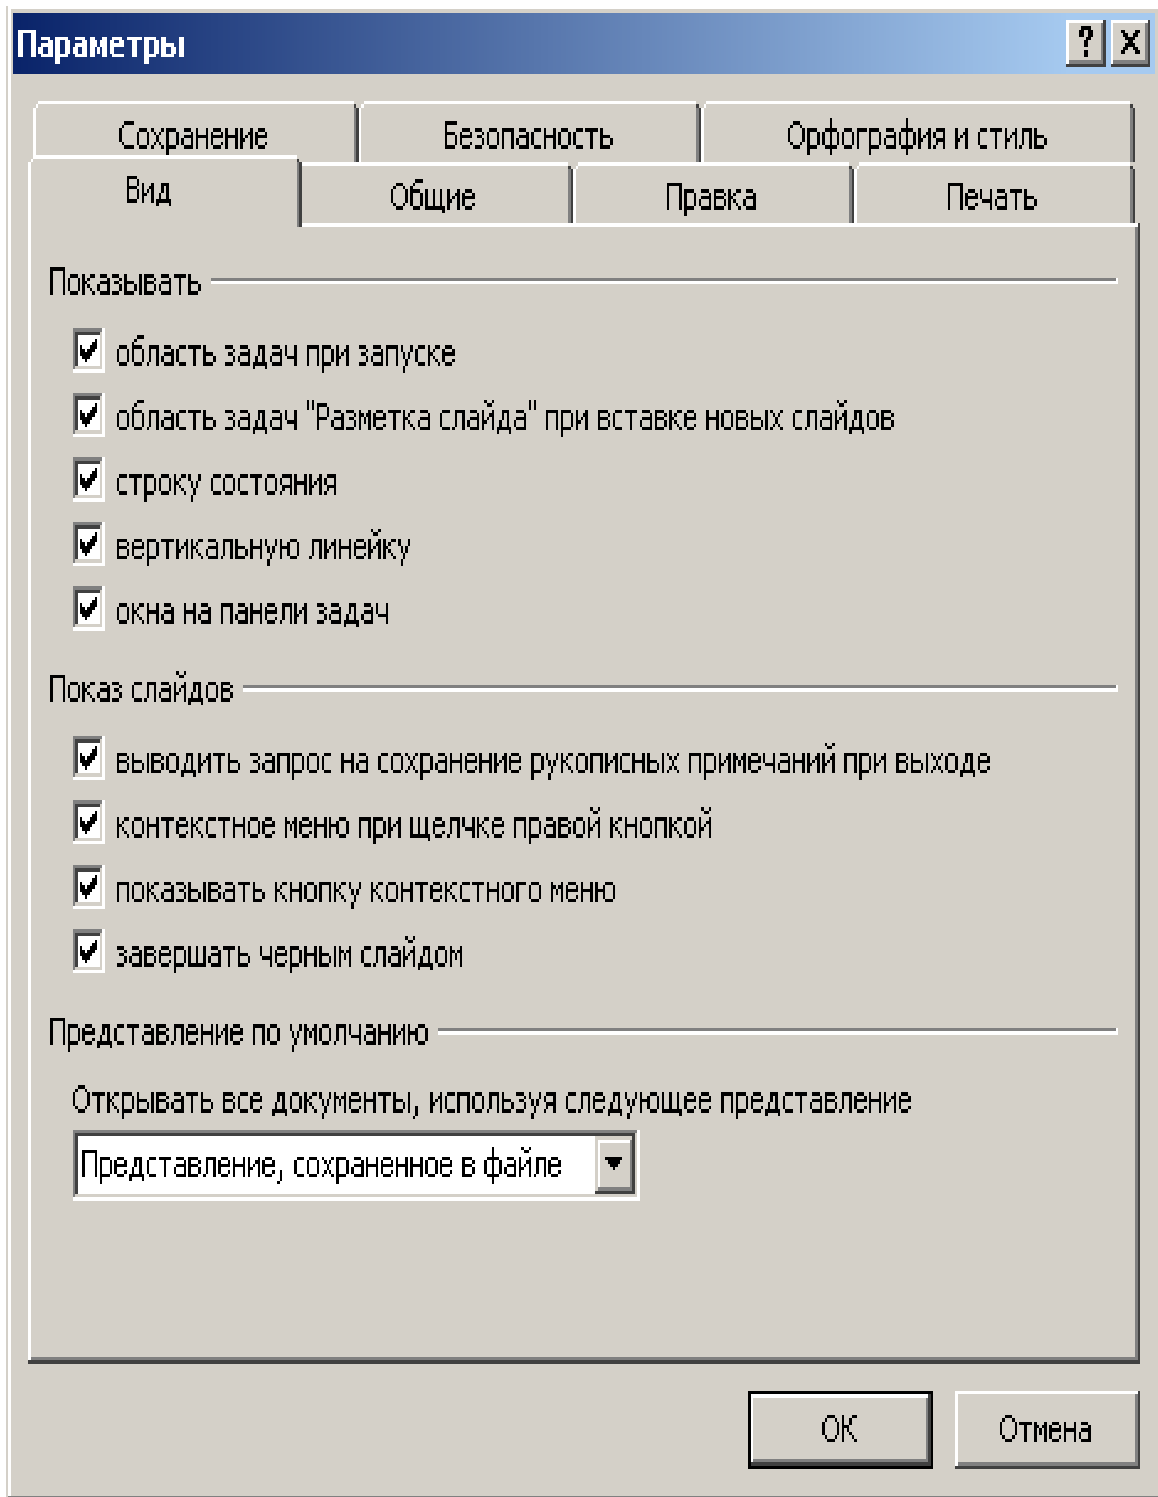 Параметры
Сохранение Безопасность Орфография и стиль
Вид Общие Правка Печать
Показывать
область задач при запуске
область задач "Разметка слайда" при вставке новых слайдов
строку состояния
вертикальную линейку
окна на панели задач
Показ слайдов
выводить запрос на сохранение рукописных примечаний при выходе
контекстное меню при щелчке правой кнопкой
показывать кнопку контекстного меню
завершать черным слайдом
Представление по умолчанию
Открывать все документы, используя следующее представление
Представление, сохраненное в файле
ОК Отмена